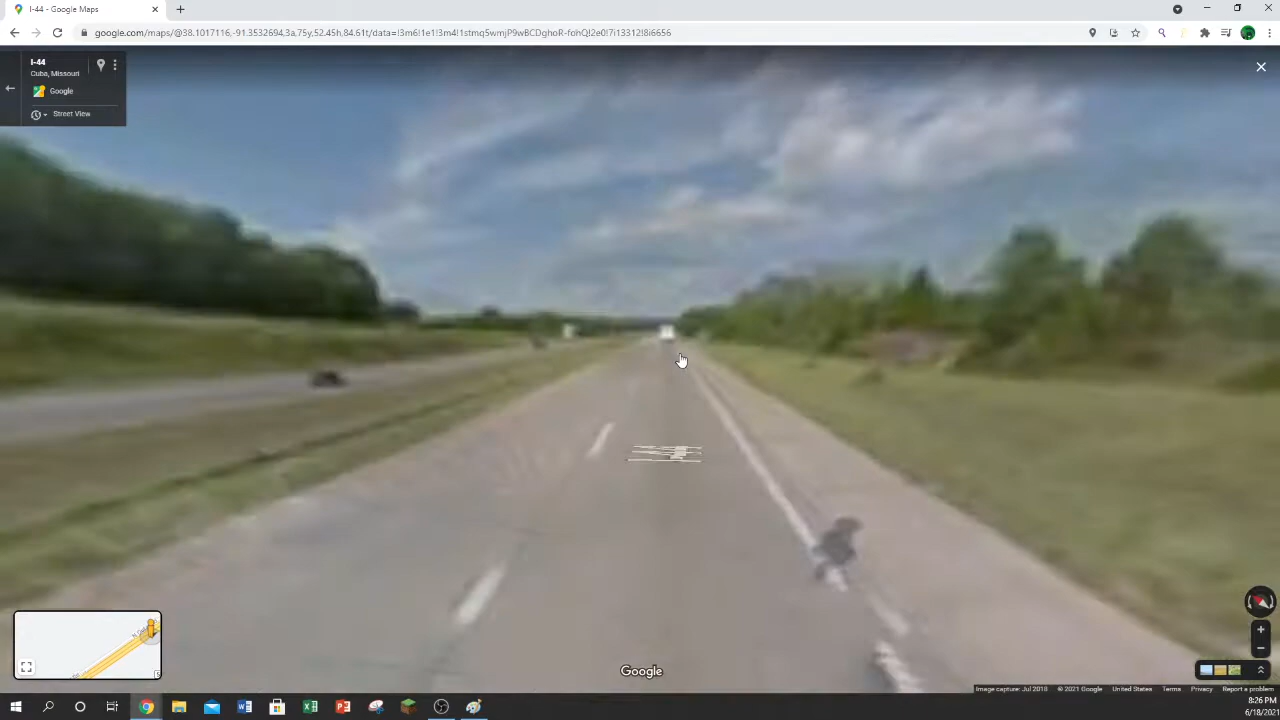 I-44 - Google Maps
google.com/maps/@38.1017116,-91.3532694,3a,75y,52.45h,84.61t/data=!3m6!1e1!3m4!1stmq5wmjP9wBCDghoR-fohQ!2e0!7i13312!8i6656
I-44
Cuba, Missouri
Google
Street View
Google
Image capture: Jul 2018 © 2021 Google United States Terms Privacy Report a problem
8:26 PM
6/18/2021